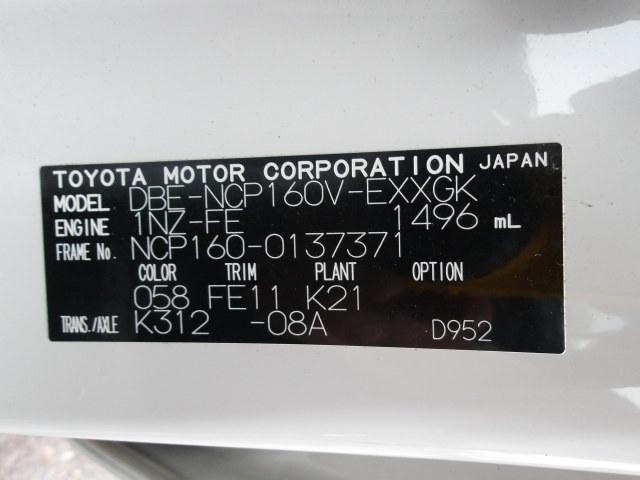 TOYOTA MOTOR CORPORATION JAPAN
MODEL DBE-NCP160V-EXXGK
ENGINE 1NZ-FE 1496 mL
FRAME No. NCP160-0137371
COLOR TRIM PLANT OPTION
058 FE11 K21
TRANS./AXLE K312 -08A D952